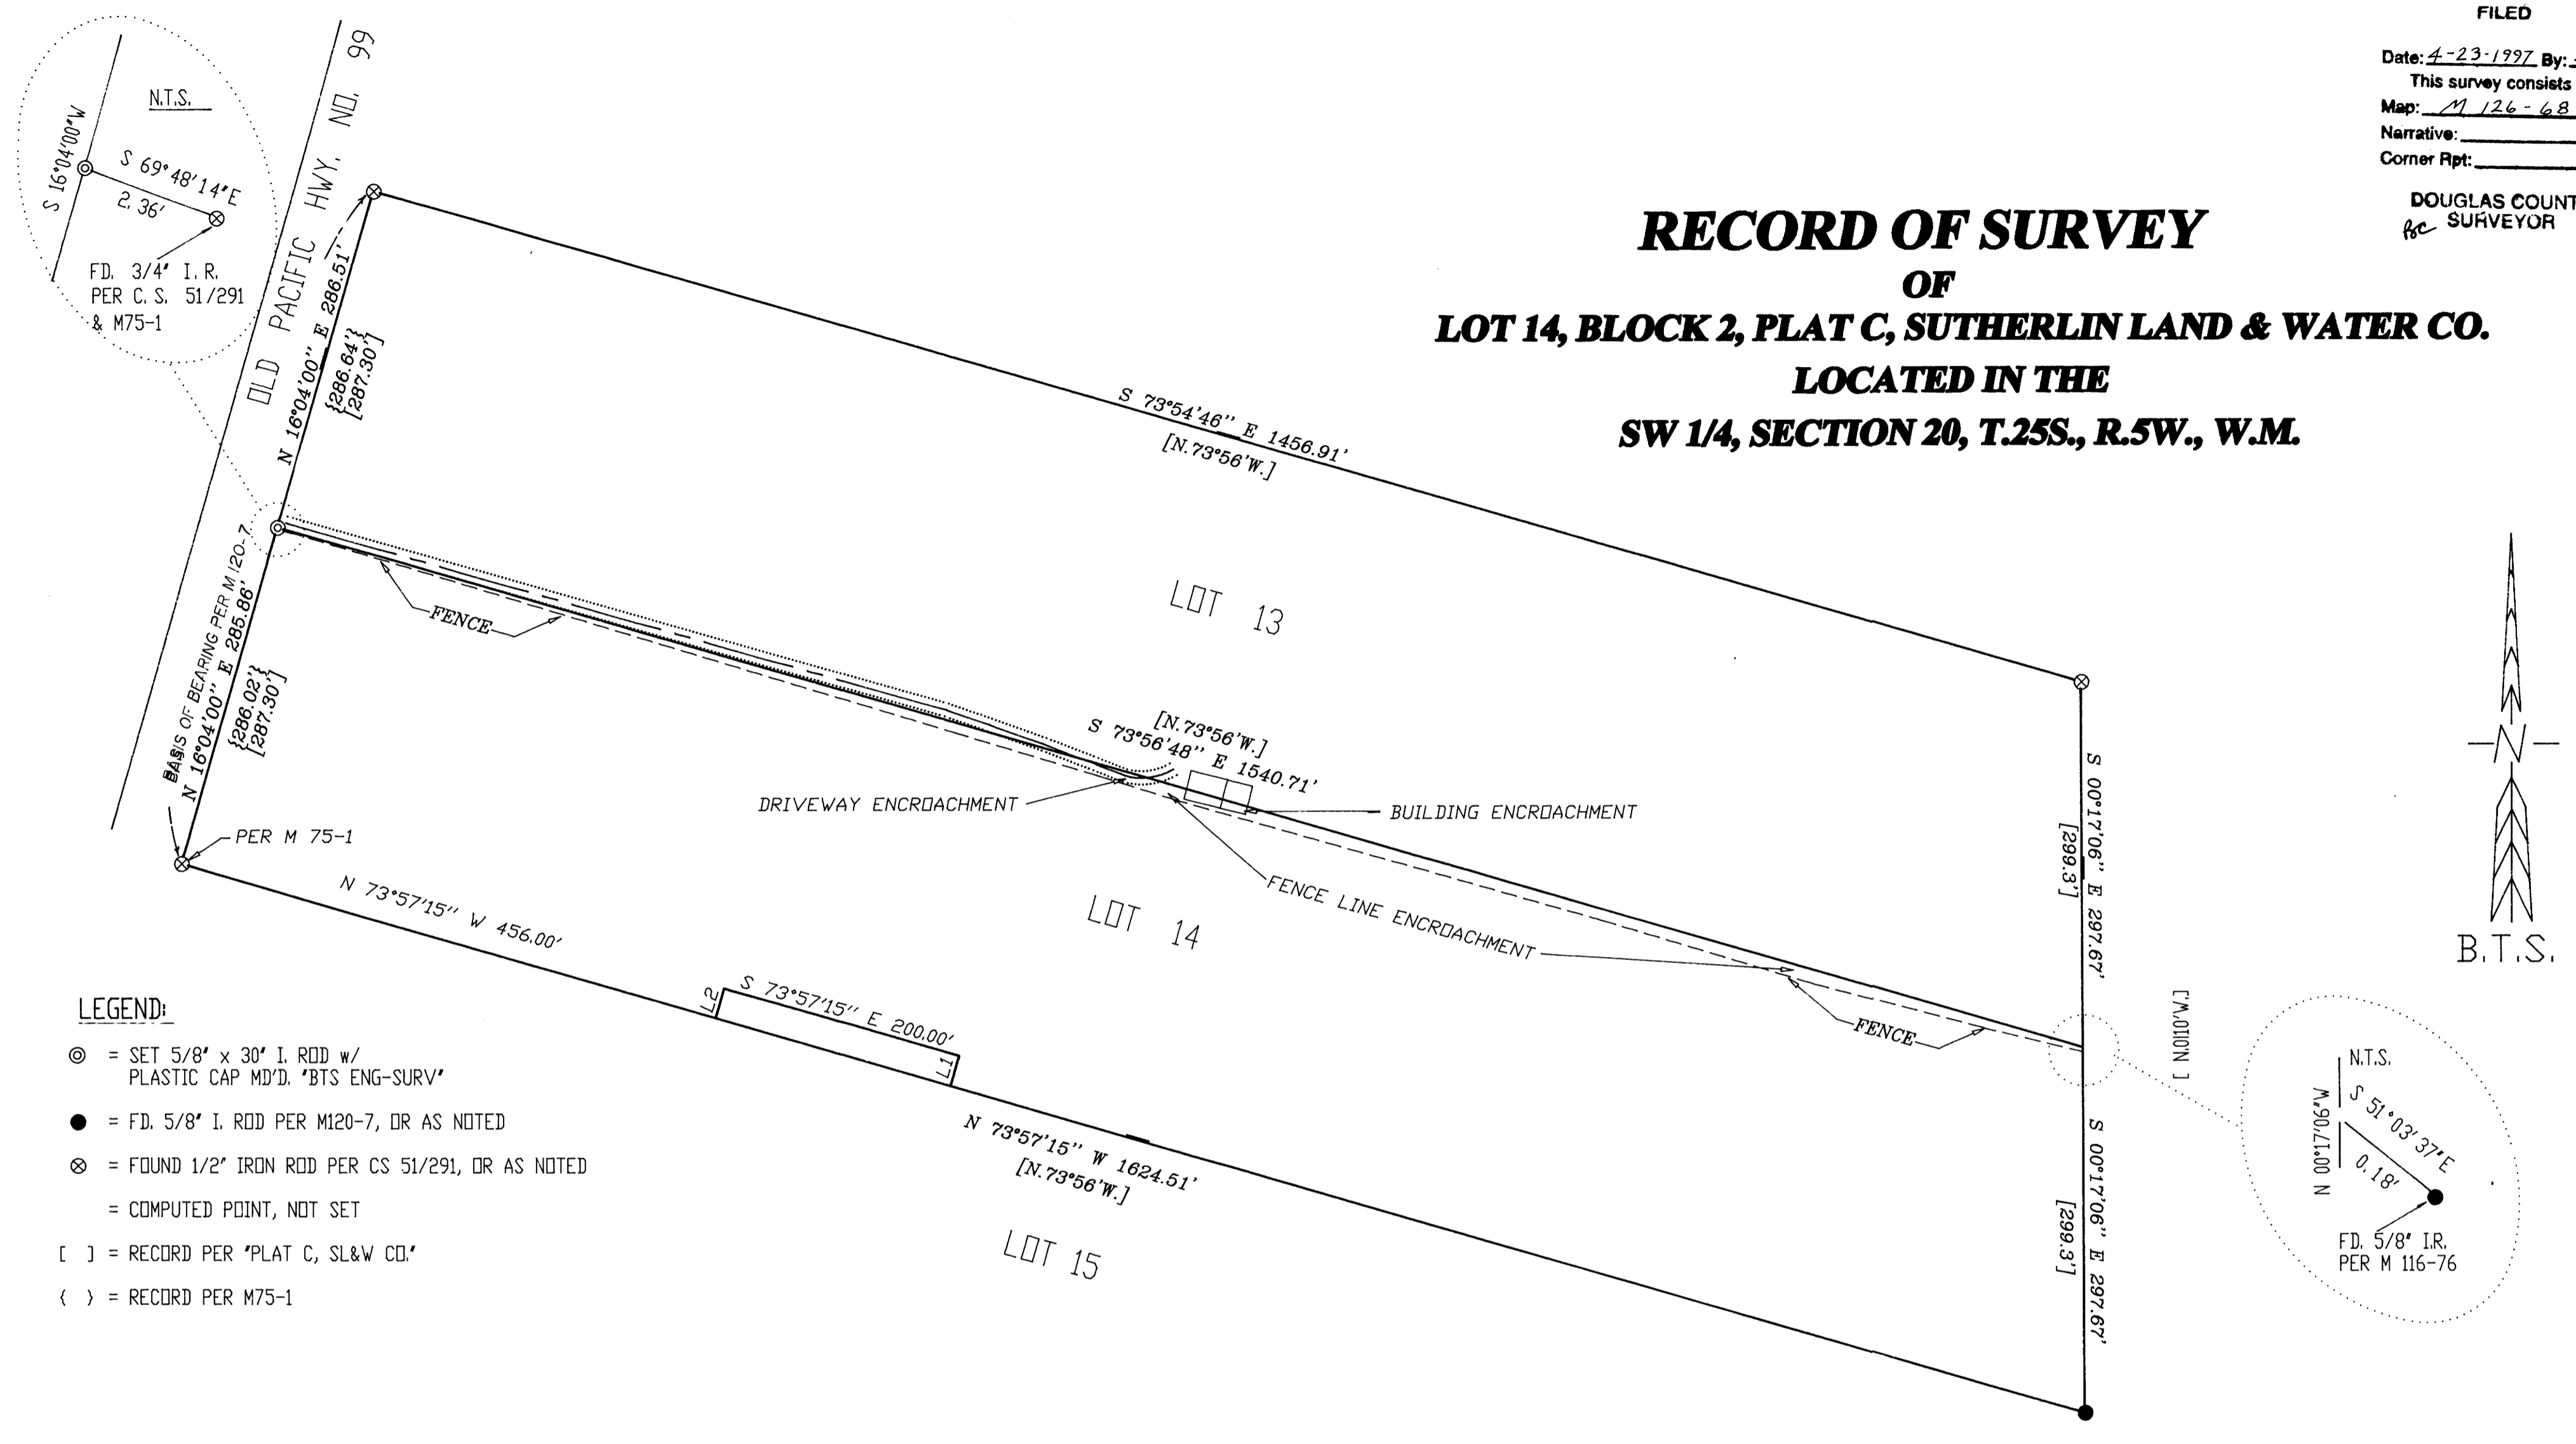 FILED
Date: 4-23-1997 By:
This survey consists
Map: M 126-68
Narrative:
Corner Rpt:
DOUGLAS COUNT
SURVEYOR
RECORD OF SURVEY
OF
LOT 14, BLOCK 2, PLAT C, SUTHERLIN LAND & WATER CO.
LOCATED IN THE
SW 1/4, SECTION 20, T.25S., R.5W., W.M.
N.T.S.
S 16°04'00"W
S 69°48'14"E
2.36'
FD. 3/4" I.R.
PER C.S. 51/291
& M75-1
OLD PACIFIC HWY. NO. 99
N 16°04'00" E 286.51'
{286.64'}
[287.30']
S 73°54'46" E 1456.91'
[N.73°56'W.]
BASIS OF BEARING PER M 120-7
N 16°04'00" E 285.86'
{286.02'}
[287.30']
FENCE
LOT 13
[N.73°56'W.]
S 73°56'48" E 1540.71'
DRIVEWAY ENCROACHMENT
BUILDING ENCROACHMENT
PER M 75-1
FENCE LINE ENCROACHMENT
S 00°17'06" E 297.67'
[299.3']
N
B.T.S.
N 73°57'15" W 456.00'
LOT 14
L2
S 73°57'15" E 200.00'
L1
FENCE
[N.0°10'W.]
N 73°57'15" W 1624.51'
[N.73°56'W.]
LOT 15
S 00°17'06" E 297.67'
[299.3']
N.T.S.
N 00°17'06"W
S 51°03'37"E
0.18'
FD. 5/8" I.R.
PER M 116-76
LEGEND:
= SET 5/8" x 30" I. ROD w/
PLASTIC CAP MD'D. "BTS ENG-SURV"
= FD. 5/8" I. ROD PER M120-7, OR AS NOTED
= FOUND 1/2" IRON ROD PER CS 51/291, OR AS NOTED
= COMPUTED POINT, NOT SET
[ ] = RECORD PER "PLAT C, SL&W CO."
{ } = RECORD PER M75-1